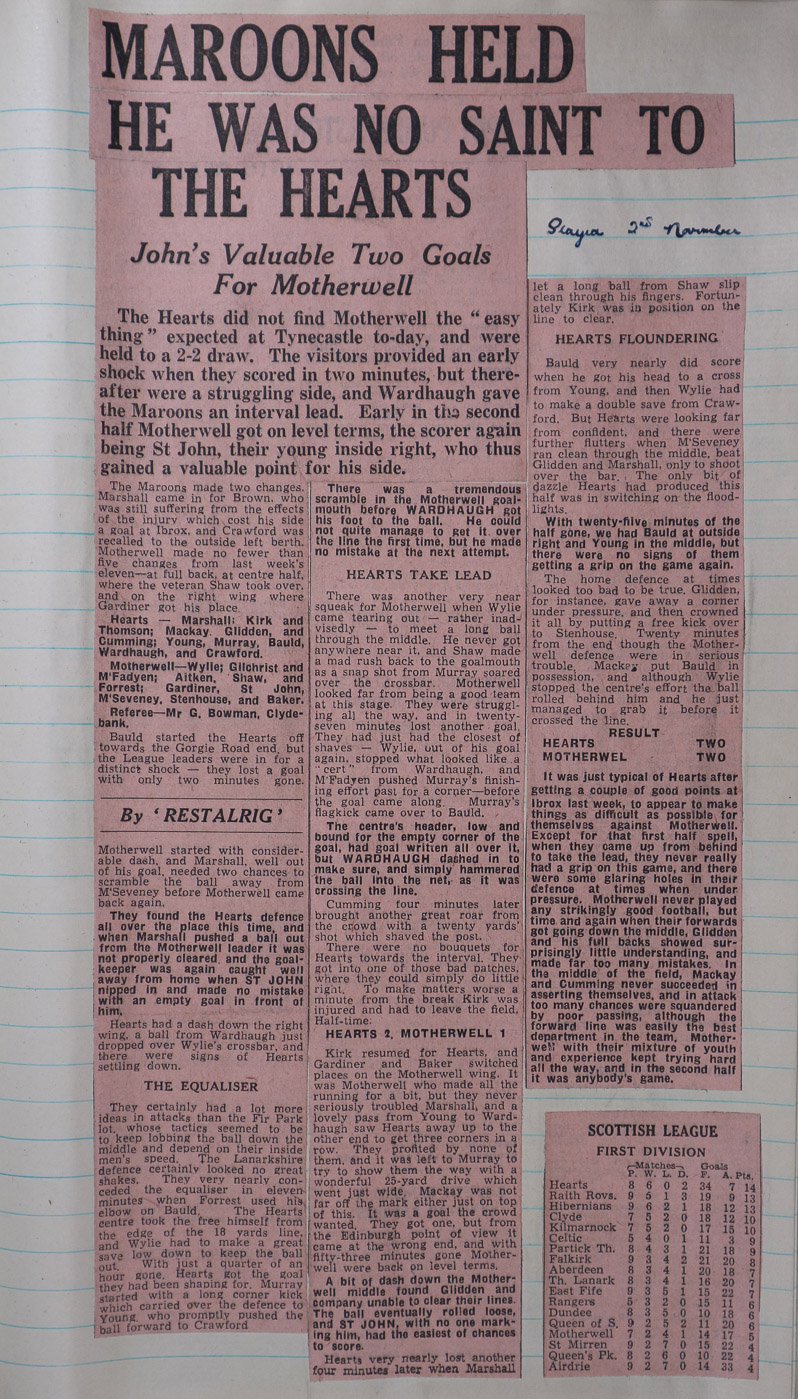 MAROONS HELD
HE WAS NO SAINT TO
THE HEARTS
Played 2nd November
John's Valuable Two Goals
For Motherwell
The Hearts did not find Motherwell the "easy
thing" expected at Tynecastle to-day, and were
held to a 2-2 draw. The visitors provided an early
shock when they scored in two minutes, but there-
after were a struggling side, and Wardhaugh gave
the Maroons an interval lead. Early in the second
half Motherwell got on level terms, the scorer again
being St John, their young inside right, who thus
gained a valuable point for his side.
The Maroons made two changes.
Marshall came in for Brown, who
was still suffering from the effects
of the injury which cost his side
a goal at Ibrox, and Crawford was
recalled to the outside left berth.
Motherwell made no fewer than
five changes from last week's
eleven—at full back, at centre half,
where the veteran Shaw took over,
and on the right wing where
Gardiner got his place.
Hearts — Marshall; Kirk and
Thomson; Mackay, Glidden, and
Cumming; Young, Murray, Bauld,
Wardhaugh, and Crawford.
Motherwell—Wylie; Gilchrist and
M'Fadyen; Aitken, Shaw, and
Forrest; Gardiner, St John,
M'Seveney, Stenhouse, and Baker.
Referee—Mr G. Bowman, Clyde-
bank.
Bauld started the Hearts off
towards the Gorgie Road end, but
the League leaders were in for a
distinct shock — they lost a goal
with only two minutes gone.
By 'RESTALRIG'
Motherwell started with consider-
able dash, and Marshall, well out
of his goal, needed two chances to
scramble the ball away from
M'Seveney before Motherwell came
back again.
They found the Hearts defence
all over the place this time, and
when Marshall pushed a ball out
from the Motherwell leader it was
not properly cleared, and the goal-
keeper was again caught well
away from home when ST JOHN
nipped in and made no mistake
with an empty goal in front of
him,
Hearts had a dash down the right
wing, a ball from Wardhaugh just
dropped over Wylie's crossbar, and
there were signs of Hearts
settling down.
THE EQUALISER
They certainly had a lot more
ideas in attacks than the Fir Park
lot, whose tactics seemed to be
to keep lobbing the ball down the
middle and depend on their inside
men's speed. The Lanarkshire
defence certainly looked no great
shakes. They very nearly con-
ceded the equaliser in eleven
minutes when Forrest used his
elbow on Bauld. The Hearts
centre took the free himself from
the edge of the 18 yards line,
and Wylie had to make a great
save low down to keep the ball
out. With just a quarter of an
hour gone, Hearts got the goal
they had been shaping for. Murray
started with a long corner kick
which carried over the defence to
Young, who promptly pushed the
ball forward to Crawford
There was a tremendous
scramble in the Motherwell goal-
mouth before WARDHAUGH got
his foot to the ball. He could
not quite manage to get it over
the line the first time, but he made
no mistake at the next attempt.
HEARTS TAKE LEAD
There was another very near
squeak for Motherwell when Wylie
came tearing out — rather inad-
visedly — to meet a long ball
through the middle. He never got
anywhere near it, and Shaw made
a mad rush back to the goalmouth
as a snap shot from Murray soared
over the crossbar. Motherwell
looked far from being a good team
at this stage. They were struggl-
ing all the way, and in twenty-
seven minutes lost another goal.
They had just had the closest of
shaves — Wylie, out of his goal
again, stopped what looked like a
"cert" from Wardhaugh, and
M'Fadyen pushed Murray's finish-
ing effort past for a corner—before
the goal came along. Murray's
flagkick came over to Bauld.
The centre's header, low and
bound for the empty corner of the
goal, had goal written all over it,
but WARDHAUGH dashed in to
make sure, and simply hammered
the ball into the net, as it was
crossing the line.
Cumming four minutes later
brought another great roar from
the crowd with a twenty yards'
shot which shaved the post.
There were no bouquets for
Hearts towards the interval. They
got into one of those bad patches,
where they could simply do little
right. To make matters worse a
minute from the break Kirk was
injured and had to leave the field.
Half-time:
HEARTS 2, MOTHERWELL 1
Kirk resumed for Hearts, and
Gardiner and Baker switched
places on the Motherwell wing. It
was Motherwell who made all the
running for a bit, but they never
seriously troubled Marshall, and a
lovely pass from Young to Ward-
haugh saw Hearts away up to the
other end to get three corners in a
row. They profited by none of
them, and it was left to Murray to
try to show them the way with a
wonderful 25-yard drive which
went just wide. Mackay was not
far off the mark either just on top
of this. It was a goal the crowd
wanted. They got one, but from
the Edinburgh point of view it
came at the wrong end, and with
fifty-three minutes gone Mother-
well were back on level terms.
A bit of dash down the Mother-
well middle found Glidden and
company unable to clear their lines.
The ball eventually rolled loose,
and ST JOHN, with no one mark-
ing him, had the easiest of chances
to score.
Hearts very nearly lost another
four minutes later when Marshall
let a long ball from Shaw slip
clean through his fingers. Fortun-
ately Kirk was in position on the
line to clear.
HEARTS FLOUNDERING
Bauld very nearly did score
when he got his head to a cross
from Young, and then Wylie had
to make a double save from Craw-
ford. But Hearts were looking far
from confident, and there were
further flutters when M'Seveney
ran clean through the middle, beat
Glidden and Marshall, only to shoot
over the bar. The only bit of
dazzle Hearts had produced this
half was in switching on the flood-
lights.
With twenty-five minutes of the
half gone, we had Bauld at outside
right and Young in the middle, but
there were no signs of them
getting a grip on the game again.
The home defence at times
looked too bad to be true. Glidden,
for instance, gave away a corner
under pressure, and then crowned
it all by putting a free kick over
to Stenhouse. Twenty minutes
from the end though the Mother-
well defence were in serious
trouble. Mackey put Bauld in
possession, and although Wylie
stopped the centre's effort the ball
rolled behind him and he just
managed to grab it before it
crossed the line.
RESULT
HEARTS TWO
MOTHERWEL TWO
It was just typical of Hearts after
getting a couple of good points at
Ibrox last week, to appear to make
things as difficult as possible for
themselves against Motherwell.
Except for that first half spell,
when they came up from behind
to take the lead, they never really
had a grip on this game, and there
were some glaring holes in their
defence at times when under
pressure. Motherwell never played
any strikingly good football, but
time and again when their forwards
got going down the middle, Glidden
and his full backs showed sur-
prisingly little understanding, and
made far too many mistakes. In
the middle of the field, Mackay
and Cumming never succeeded in
asserting themselves, and in attack
too many chances were squandered
by poor passing, although the
forward line was easily the best
department in the team. Mother-
well with their mixture of youth
and experience kept trying hard
all the way, and in the second half
it was anybody's game.
SCOTTISH LEAGUE
FIRST DIVISION
Matches Goals
P. W. L. D. F. A. Pts.
Hearts 8 6 0 2 34 7 14
Raith Rovs. 9 5 1 3 19 9 13
Hibernians 9 6 2 1 18 12 13
Clyde 7 5 2 0 18 12 10
Kilmarnock 7 5 2 0 17 15 10
Celtic 5 4 0 1 11 3 9
Partick Th. 8 4 3 1 21 18 9
Falkirk 9 3 4 2 21 20 8
Aberdeen 8 3 4 1 20 18 7
Th. Lanark 8 3 4 1 16 20 7
East Fife 9 3 5 1 15 22 7
Rangers 5 3 2 0 15 11 6
Dundee 8 3 5 0 10 18 6
Queen of S. 9 2 5 2 11 20 6
Motherwell 7 2 4 1 14 17 5
St Mirren 9 2 7 0 15 22 4
Queen's Pk. 8 2 6 0 10 22 4
Airdrie 9 2 7 0 14 33 4